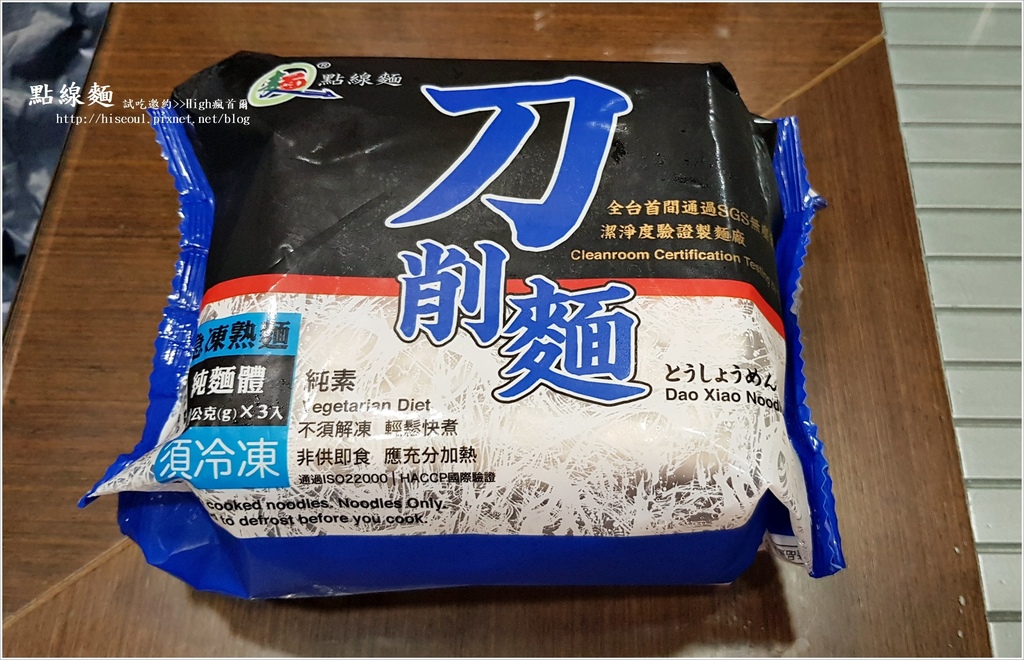 點線麵 試吃邀約>>High瘋首爾
http://hiseoul.pixnet.net/blog
® 點線麵
刀
削
麵
全台首間通過SGS無
潔淨度驗證製麵廠
Cleanroom Certification
とうしょうめん
Dao Xiao
急凍熟麵
純麵體
公克(g)×3入
須冷凍
純素
Vegetarian Diet
不須解凍 輕鬆快煮
非供即食 應充分加熱
通過ISO22000 | HACCP國際驗證
cooked noodles. Noodles Only.
to defrost before you cook.